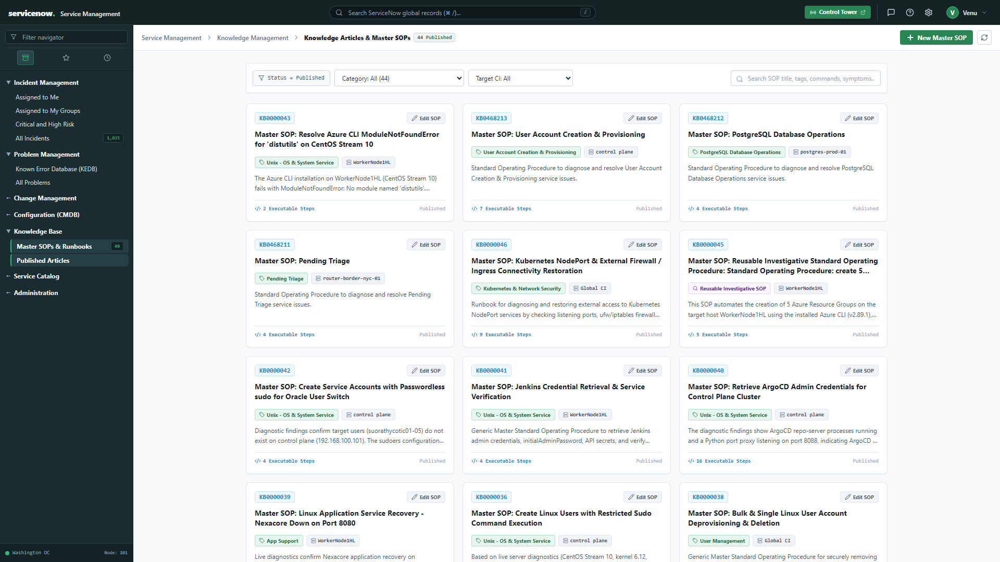 servicenow. Service Management
Search ServiceNow global records (⌘ /)...
/
Control Tower
V Venu
Filter navigator
Incident Management
Assigned to Me
Assigned to My Groups
Critical and High Risk
All Incidents 1,035
Problem Management
Known Error Database (KEDB)
All Problems
Change Management
Configuration (CMDB)
Knowledge Base
Master SOPs & Runbooks 49
Published Articles
Service Catalog
Administration
Washington DC Node: 101
Service Management > Knowledge Management > Knowledge Articles & Master SOPs 44 Published
New Master SOP
Status = Published
Category: All (44)
Target CI: All
Search SOP title, tags, commands, symptoms..
KB0000043 Edit SOP
Master SOP: Resolve Azure CLI ModuleNotFoundError
for 'distutils' on CentOS Stream 10
Unix - OS & System Service WorkerNode1HL
The Azure CLI installation on WorkerNode1HL (CentOS Stream 10)
fails with ModuleNotFoundError: No module named 'distutils'....
</> 2 Executable Steps Published
KB0468213 Edit SOP
Master SOP: User Account Creation & Provisioning
User Account Creation & Provisioning control plane
Standard Operating Procedure to diagnose and resolve User Account
Creation & Provisioning service issues.
</> 7 Executable Steps Published
KB0468212 Edit SOP
Master SOP: PostgreSQL Database Operations
PostgreSQL Database Operations postgres-prod-01
Standard Operating Procedure to diagnose and resolve PostgreSQL
Database Operations service issues.
</> 4 Executable Steps Published
KB0468211 Edit SOP
Master SOP: Pending Triage
Pending Triage router-border-nyc-01
Standard Operating Procedure to diagnose and resolve Pending
Triage service issues.
</> 4 Executable Steps Published
KB0000046 Edit SOP
Master SOP: Kubernetes NodePort & External Firewall /
Ingress Connectivity Restoration
Kubernetes & Network Security Global CI
Runbook for diagnosing and restoring external access to Kubernetes
NodePort services by checking listening ports, ufw/iptables firewall...
</> 9 Executable Steps Published
KB0000045 Edit SOP
Master SOP: Reusable Investigative Standard Operating
Procedure: Standard Operating Procedure: create 5...
Reusable Investigative SOP WorkerNode1HL
This SOP automates the creation of 5 Azure Resource Groups on the
target host WorkerNode1HL using the installed Azure CLI (v2.89.1),...
</> 5 Executable Steps Published
KB0000042 Edit SOP
Master SOP: Create Service Accounts with Passwordless
sudo for Oracle User Switch
Unix - OS & System Service control plane
Diagnostic findings confirm target users (suorathycotic01-05) do not
exist on control plane (192.168.100.101). The sudoers configuration...
</> 4 Executable Steps Published
KB0000041 Edit SOP
Master SOP: Jenkins Credential Retrieval & Service
Verification
Unix - OS & System Service WorkerNode1HL
Generic Master Standard Operating Procedure to retrieve Jenkins
admin credentials, initialAdminPassword, API secrets, and verify...
</> 4 Executable Steps Published
KB0000040 Edit SOP
Master SOP: Retrieve ArgoCD Admin Credentials for
Control Plane Cluster
Unix - OS & System Service control plane
The diagnostic findings show ArgoCD repo-server processes running
and a Python port proxy listening on port 8088, indicating ArgoCD ...
</> 16 Executable Steps Published
KB0000039 Edit SOP
Master SOP: Linux Application Service Recovery -
Nexacore Down on Port 8080
App Support WorkerNode1HL
Live diagnostics confirm Nexacore application recovery on
KB0000036 Edit SOP
Master SOP: Create Linux Users with Restricted Sudo
Command Execution
Unix - OS & System Service control plane
Based on live server diagnostics (CentOS Stream 10, kernel 6.12,
KB0000038 Edit SOP
Master SOP: Bulk & Single Linux User Account
Deprovisioning & Deletion
User Management Global CI
Generic Master Standard Operating Procedure for securely removing